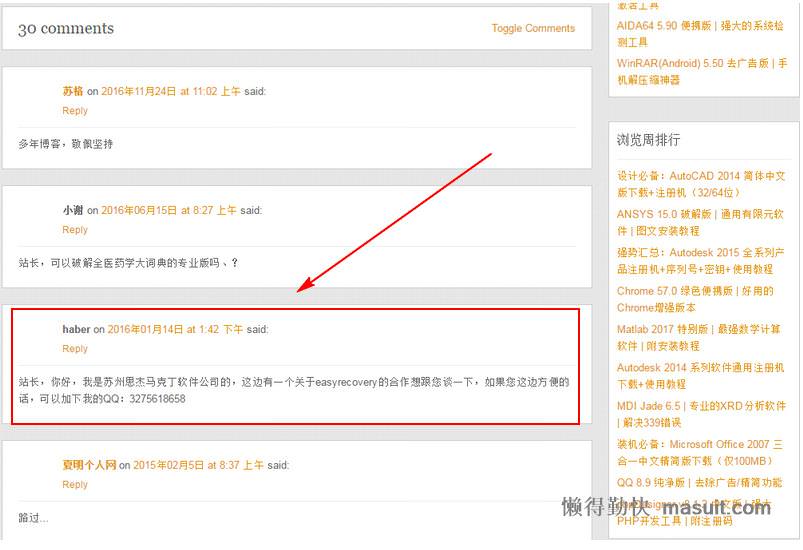 30 comments
Toggle Comments
苏格 on 2016年11月24日 at 11:02 上午 said:
Reply
多年博客，敬佩坚持
小谢 on 2016年06月15日 at 8:27 上午 said:
Reply
站长，可以破解全医药学大词典的专业版吗、？
haber on 2016年01月14日 at 1:42 下午 said:
Reply
站长，你好，我是苏州思杰马克丁软件公司的，这边有一个关于easyrecovery的合作想跟您谈一下，如果您这边方便的
话，可以加下我的QQ：3275618658
夏明个人网 on 2015年02月5日 at 8:37 上午 said:
Reply
路过...
激活工具
AIDA64 5.90 便携版 | 强大的系统检
测工具
WinRAR(Android) 5.50 去广告版 | 手
机解压缩神器
浏览周排行
设计必备：AutoCAD 2014 简体中文
版下载+注册机（32/64位）
ANSYS 15.0 破解版 | 通用有限元软
件 | 图文安装教程
强势汇总：Autodesk 2015 全系列产
品注册机+序列号+密钥+使用教程
Chrome 57.0 绿色便携版 | 好用的
Chrome增强版本
Matlab 2017 特别版 | 最强数学计算
软件 | 附安装教程
Autodesk 2014 系列软件通用注册机
下载+使用教程
MDI Jade 6.5 | 专业的XRD分析软件
| 解决339错误
装机必备：Microsoft Office 2007 三
合一中文精简版下载（仅100MB）
QQ 8.9 纯净版 | 去除广告/精简功能
中文版 | 强大
PHP开发工具 | 附注册码
懒得勤快 masuit.com